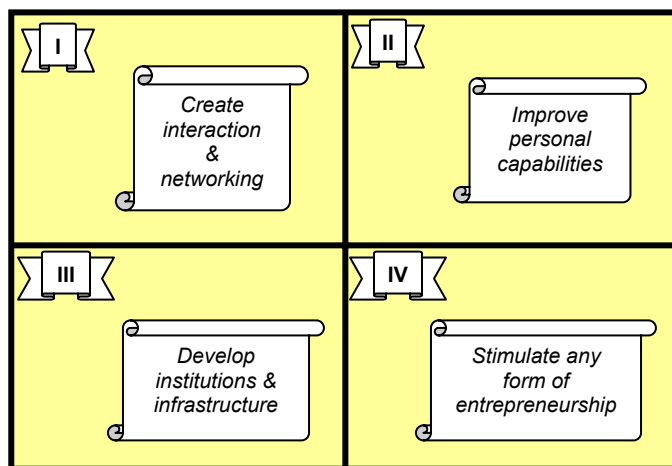 I
Create
interaction
&
networking
II
Improve
personal
capabilities
III
Develop
institutions &
infrastructure
IV
Stimulate any
form of
entrepreneurship